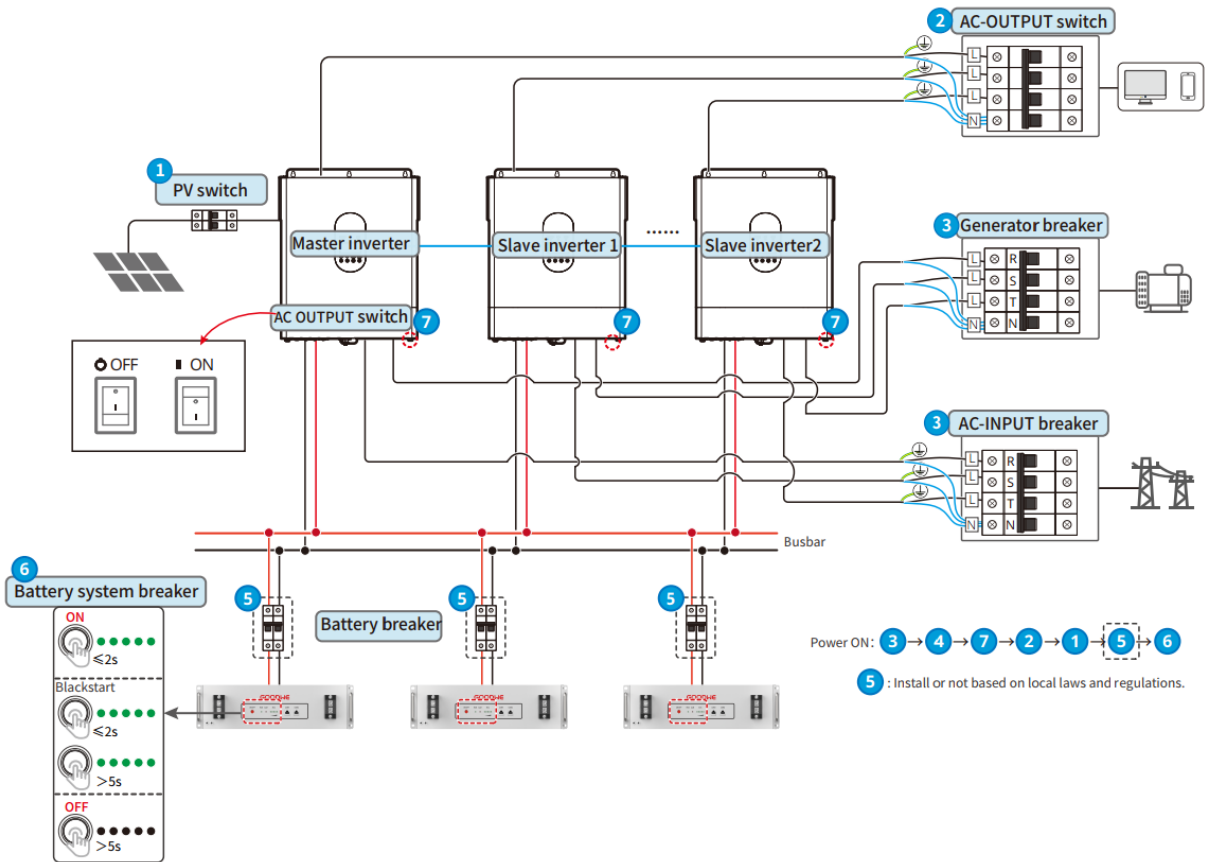 2
AC-OUTPUT switch
L
L
L
N
1
PV switch
Master inverter
Slave inverter 1
......
Slave inverter2
3
Generator breaker
L R
L S
L T
N N
AC OUTPUT switch
7
7
7
OFF
ON
3
AC-INPUT breaker
L R
L S
L T
N N
Busbar
6
Battery system breaker
5
Battery breaker
5
5
ON
≤2s
Blackstart
≤2s
>5s
OFF
>5s
GOODWE
GOODWE
GOODWE
Power ON: 3 → 4 → 7 → 2 → 1 → 5 → 6
5 : Install or not based on local laws and regulations.